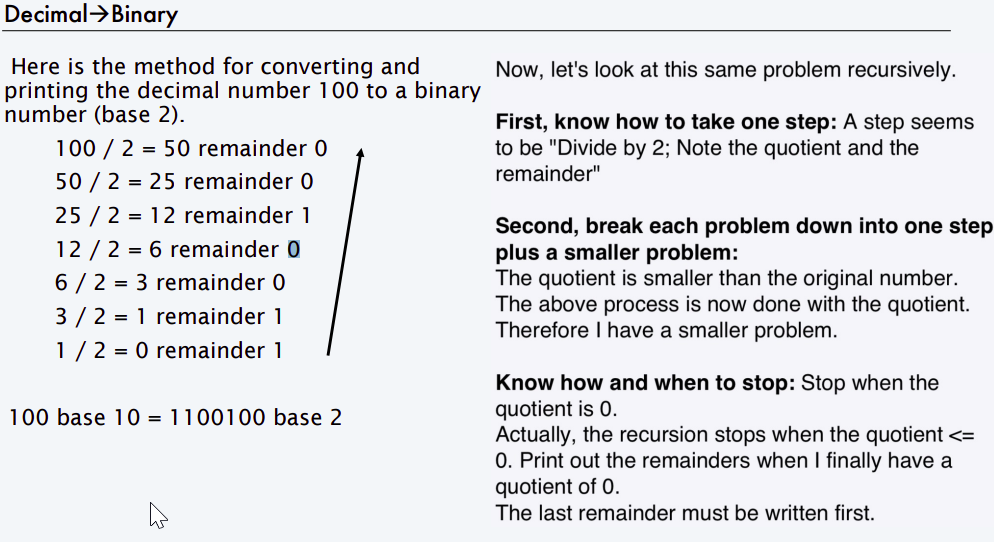 Decimal→Binary
Here is the method for converting and
printing the decimal number 100 to a binary
number (base 2).
100 / 2 = 50 remainder 0
50 / 2 = 25 remainder 0
25 / 2 = 12 remainder 1
12 / 2 = 6 remainder 0
6 / 2 = 3 remainder 0
3 / 2 = 1 remainder 1
1 / 2 = 0 remainder 1
100 base 10 = 1100100 base 2
Now, let's look at this same problem recursively.
First, know how to take one step: A step seems
to be "Divide by 2; Note the quotient and the
remainder"
Second, break each problem down into one step
plus a smaller problem:
The quotient is smaller than the original number.
The above process is now done with the quotient.
Therefore I have a smaller problem.
Know how and when to stop: Stop when the
quotient is 0.
Actually, the recursion stops when the quotient <=
0. Print out the remainders when I finally have a
quotient of 0.
The last remainder must be written first.